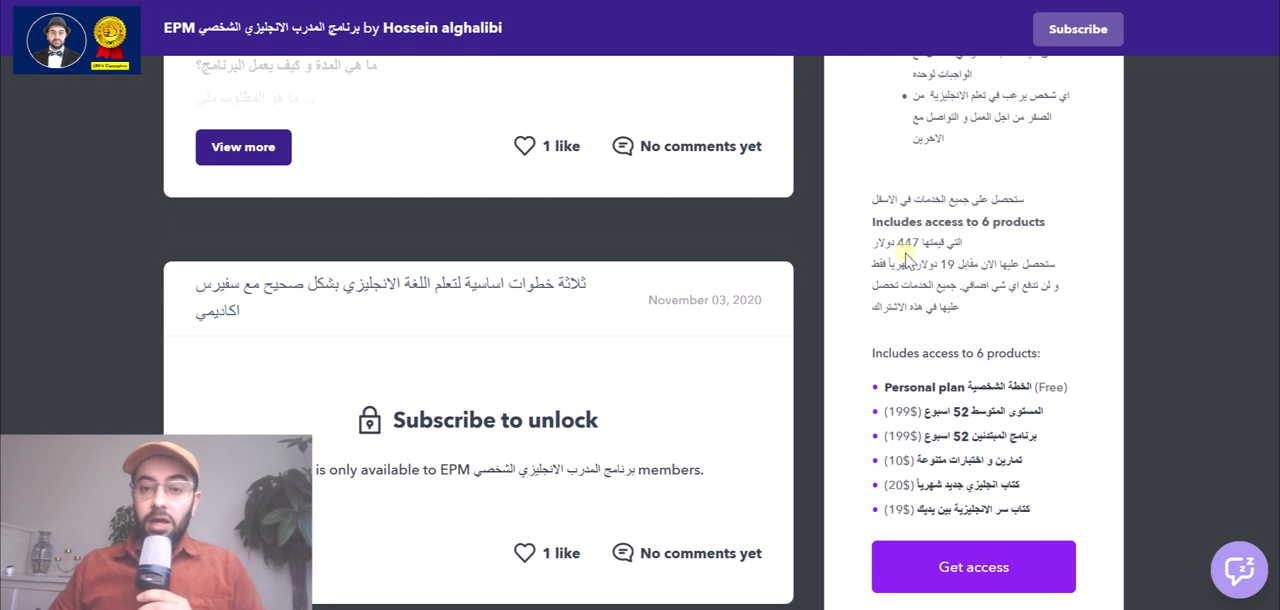 EPM برنامج المدرب الانجليزي الشخصي by Hossein alghalibi
Subscribe
ما هي المدة و كيف يعمل البرنامج؟
ما هو المطلوب مني...
View more
1 like
No comments yet
ثلاثة خطوات اساسية لتعلم اللغة الانجليزي بشكل صحيح مع سفيرس
اكاديمي
November 03, 2020
Subscribe to unlock
is only available to EPM برنامج المدرب الانجليزي الشخصي members.
1 like
No comments yet
الواجبات لوحده
• اي شخص يرغب في تعلم الانجليزية من
الصفر من اجل العمل و التواصل مع
الاخرين
ستحصل على جميع الخدمات في الاسفل
Includes access to 6 products
التي قيمتها 447 دولار
ستحصل عليها الان مقابل 19 دولار شهرياً فقط
و لن تدفع اي شي اضافي. جميع الخدمات تحصل
عليها في هذه الاشتراك
Includes access to 6 products:
• Personal plan الخطة الشخصية (Free)
• المستوى المتوسط 52 اسبوع (199$)
• برنامج المبتدئين 52 اسبوع (199$)
• تمارين و اختبارات متنوعة (10$)
• كتاب انجليزي جديد شهرياً (20$)
• كتاب سر الانجليزية بين يديك (19$)
Get access